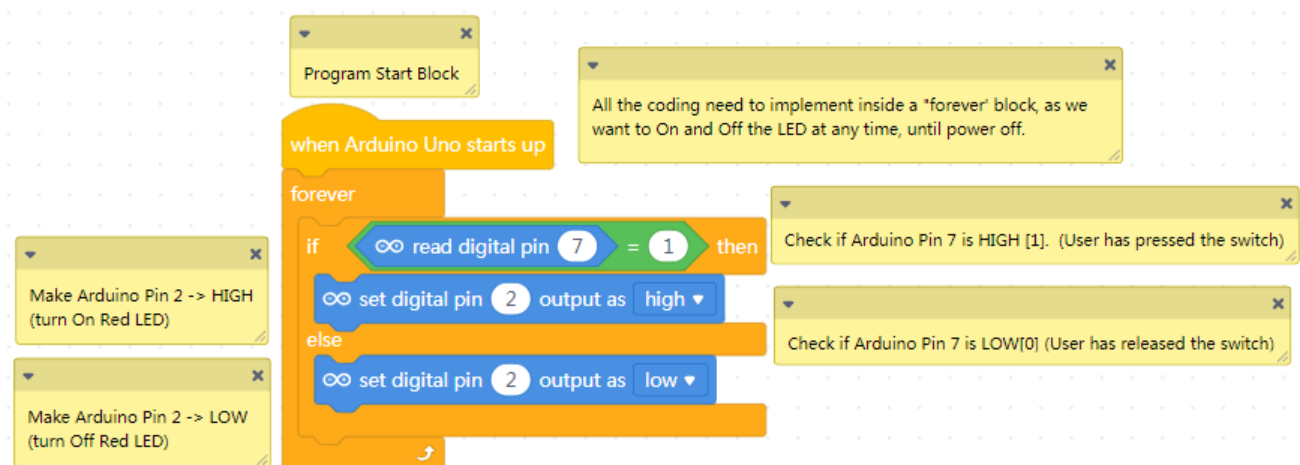 Program Start Block
All the coding need to implement inside a "forever' block, as we
want to On and Off the LED at any time, until power off.
when Arduino Uno starts up
forever
if read digital pin 7 = 1 then
Check if Arduino Pin 7 is HIGH [1]. (User has pressed the switch)
Make Arduino Pin 2 -> HIGH
(turn On Red LED)
set digital pin 2 output as high
else
Check if Arduino Pin 7 is LOW[0] (User has released the switch)
set digital pin 2 output as low
Make Arduino Pin 2 -> LOW
(turn Off Red LED)